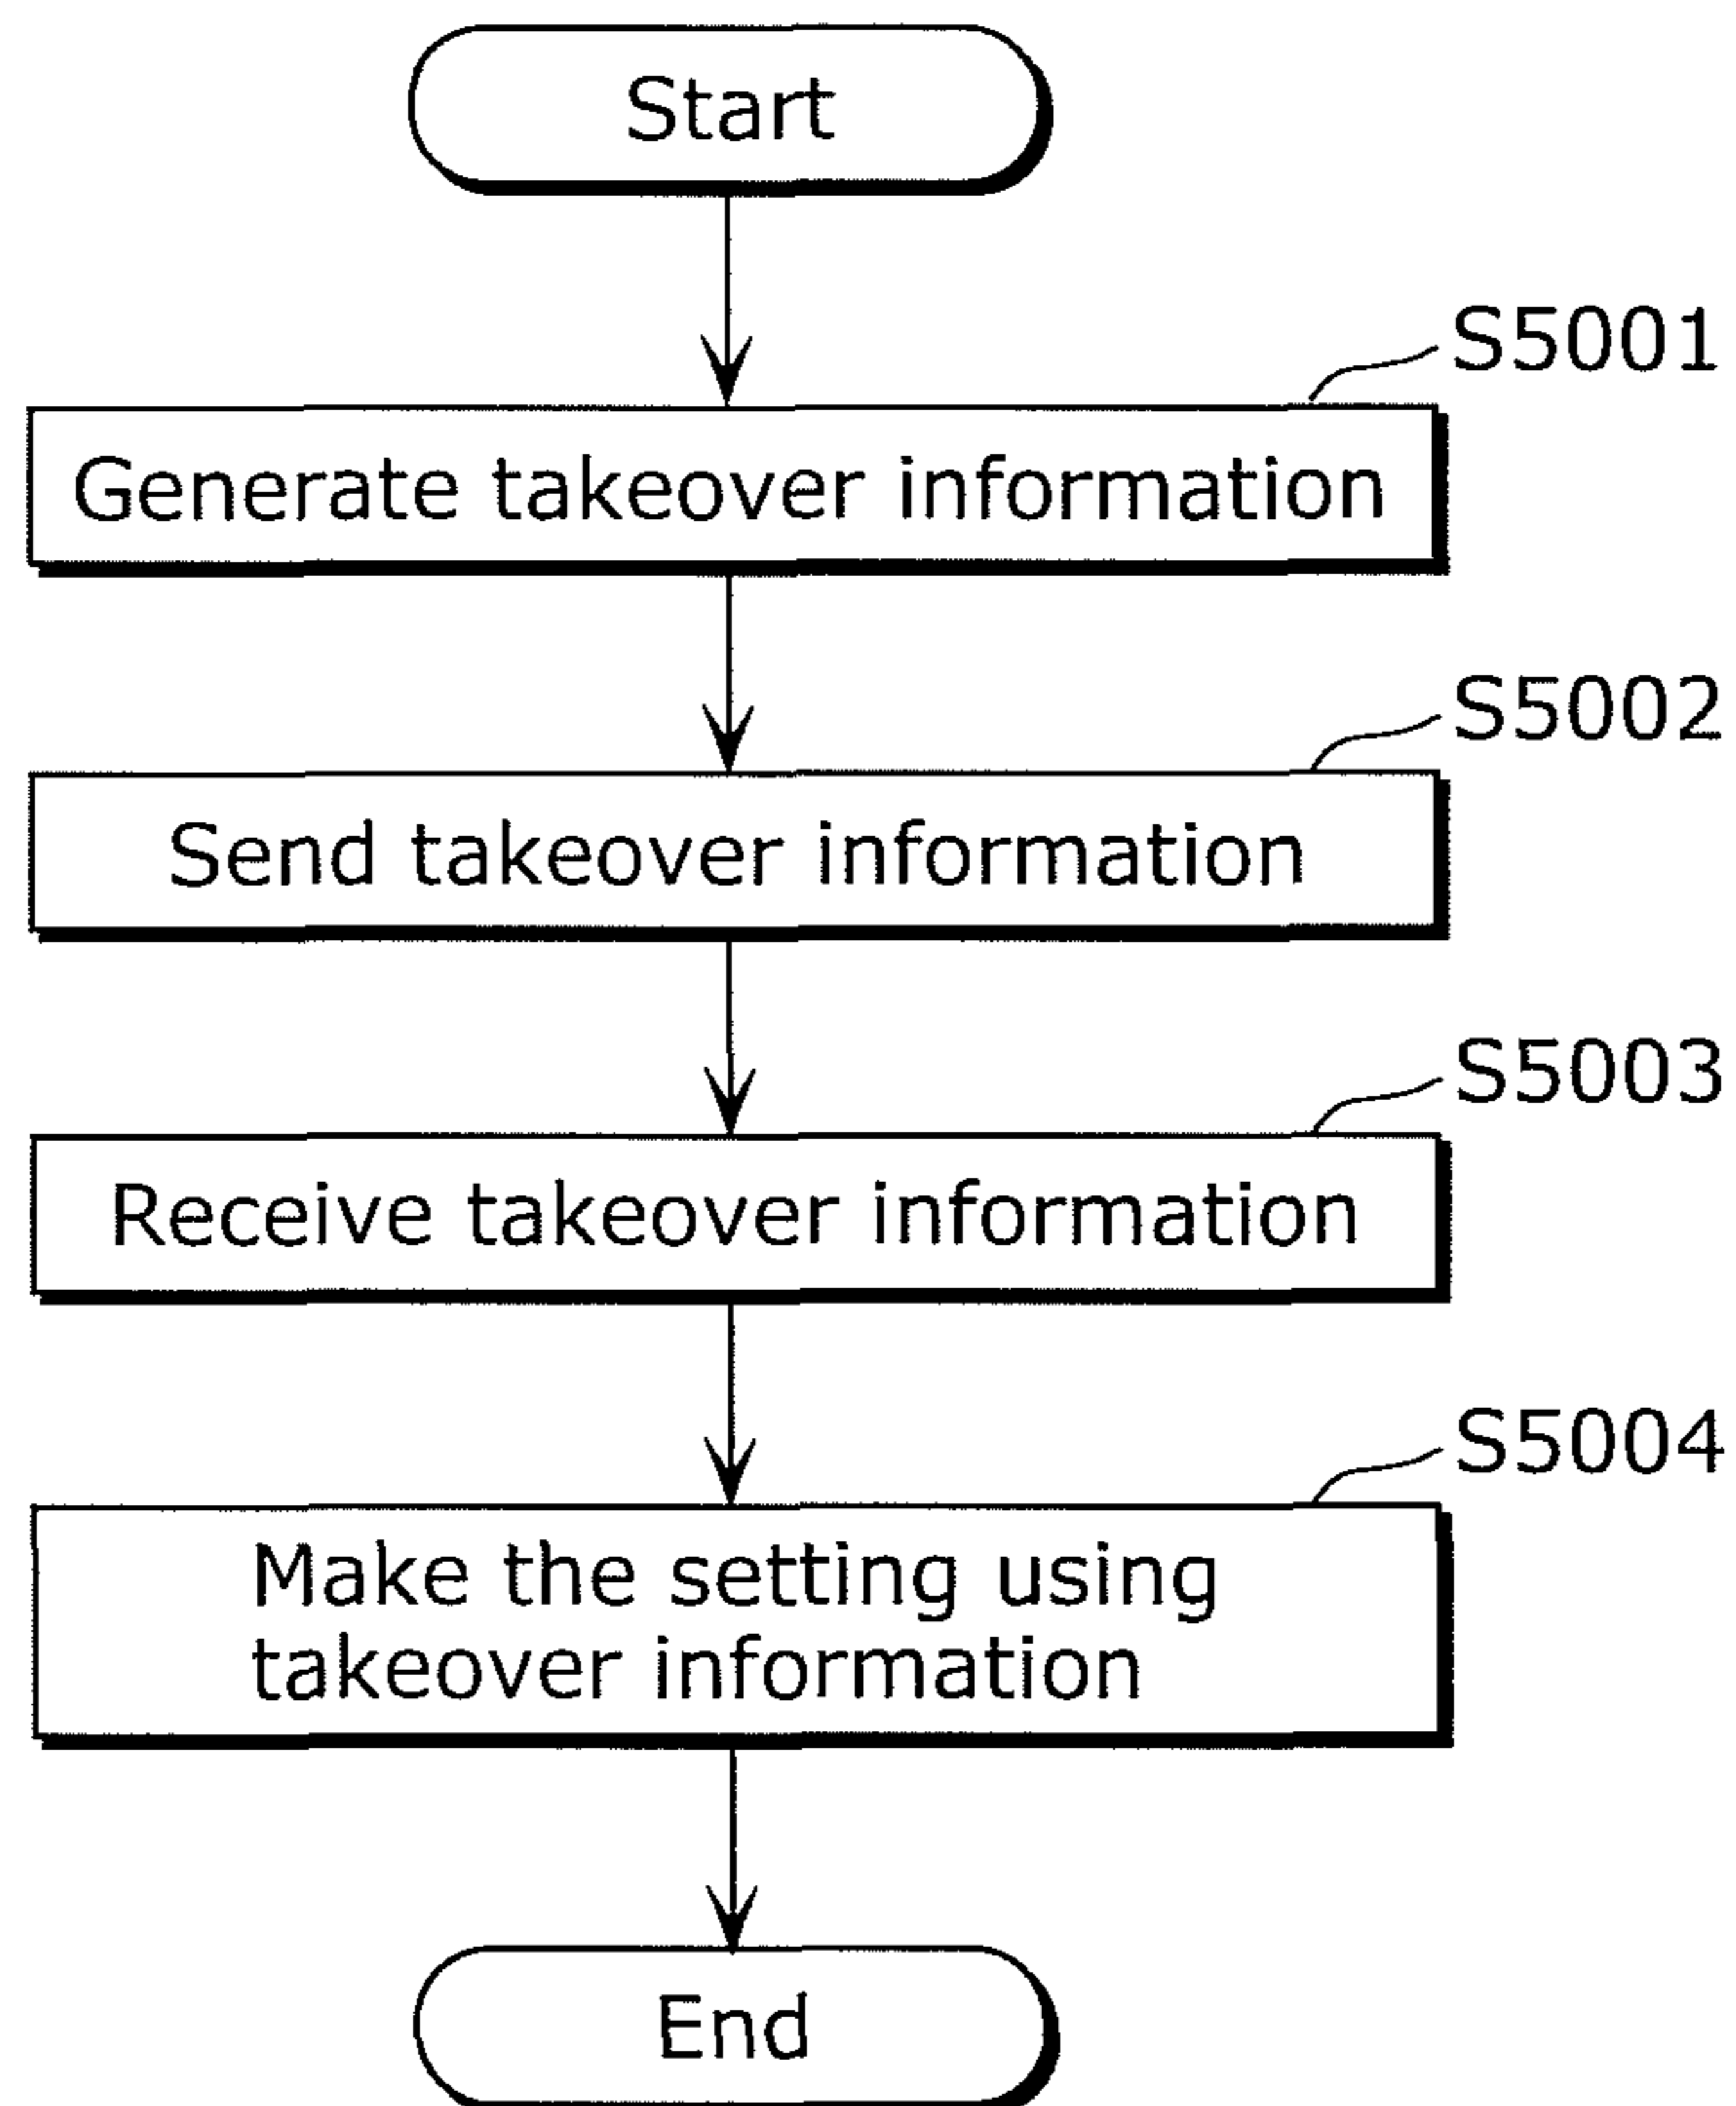 Start
S5001
Generate takeover information
S5002
Send takeover information
S5003
Receive takeover information
S5004
Make the setting using
takeover information
End